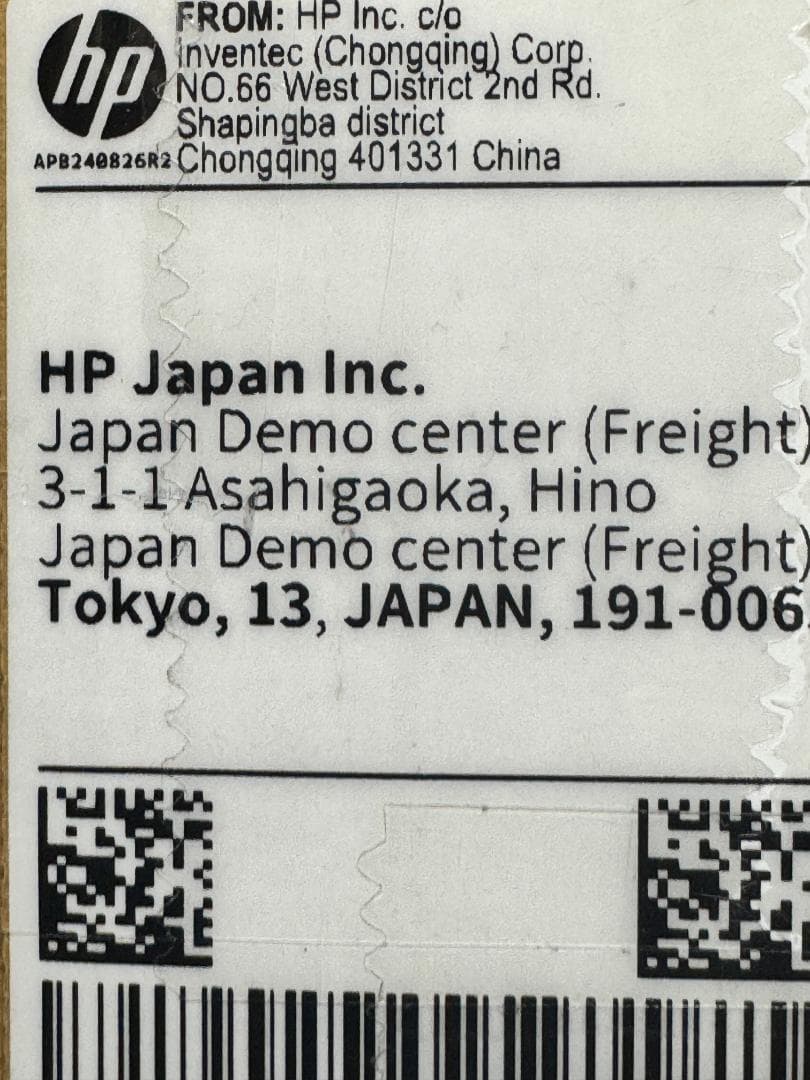 hp
FROM: HP Inc. c/o
Inventec (Chongqing) Corp.
NO.66 West District 2nd Rd.
Shapingba district
APB240826R2 Chongqing 401331 China
HP Japan Inc.
Japan Demo center (Freight)
3-1-1 Asahigaoka, Hino
Japan Demo center (Freight)
Tokyo, 13, JAPAN, 191-006